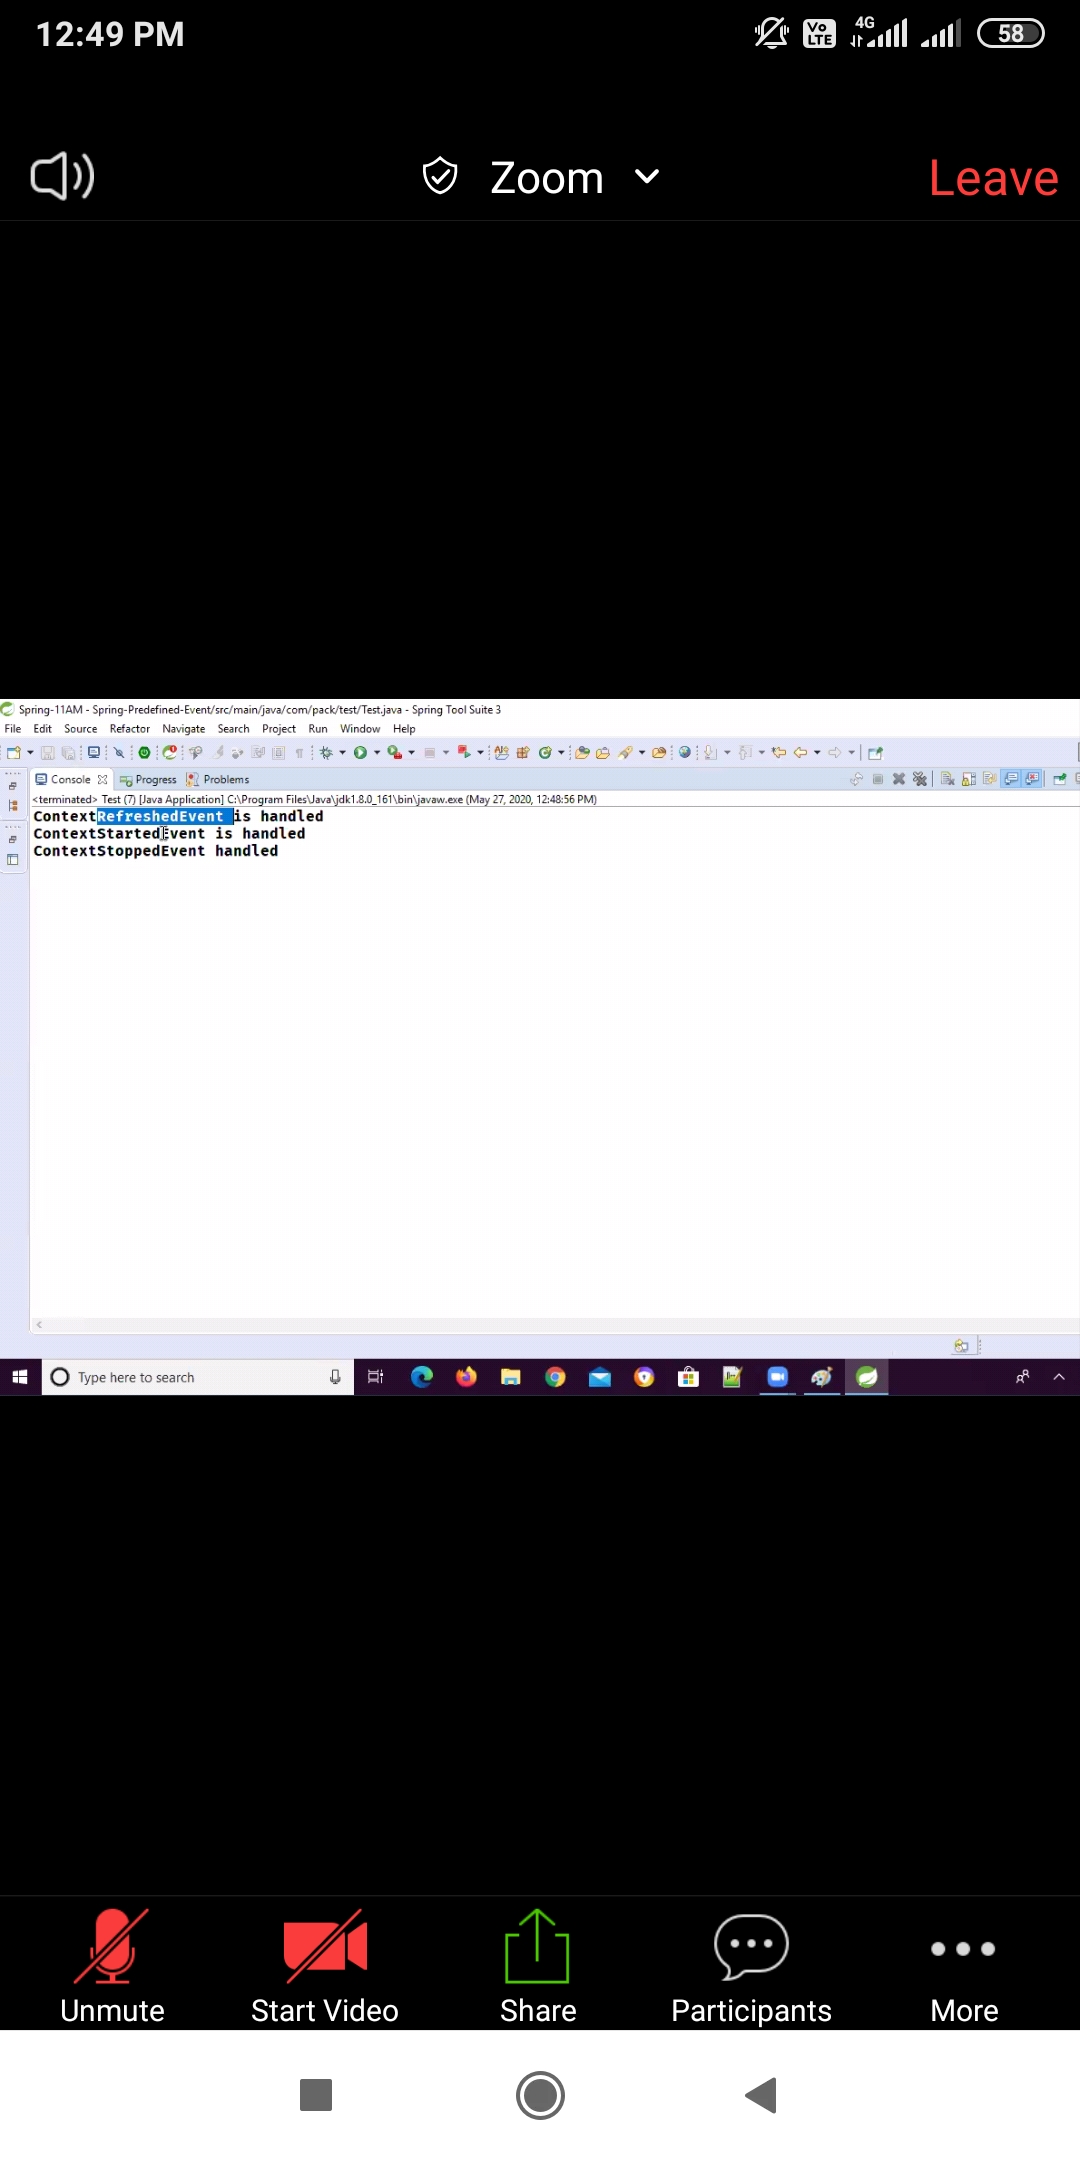 12:49 PM
Vo LTE
4G
58
Zoom
Leave
Spring-11AM - Spring-Predefined-Event/src/main/java/com/pack/test/Test.java - Spring Tool Suite 3
File Edit Source Refactor Navigate Search Project Run Window Help
Console Progress Problems
<terminated> Test (7) [Java Application] C:\Program Files\Java\jdk1.8.0_161\bin\javaw.exe (May 27, 2020, 12:48:56 PM)
ContextRefreshedEvent is handled
ContextStartedEvent is handled
ContextStoppedEvent handled
Type here to search
Unmute
Start Video
Share
Participants
More